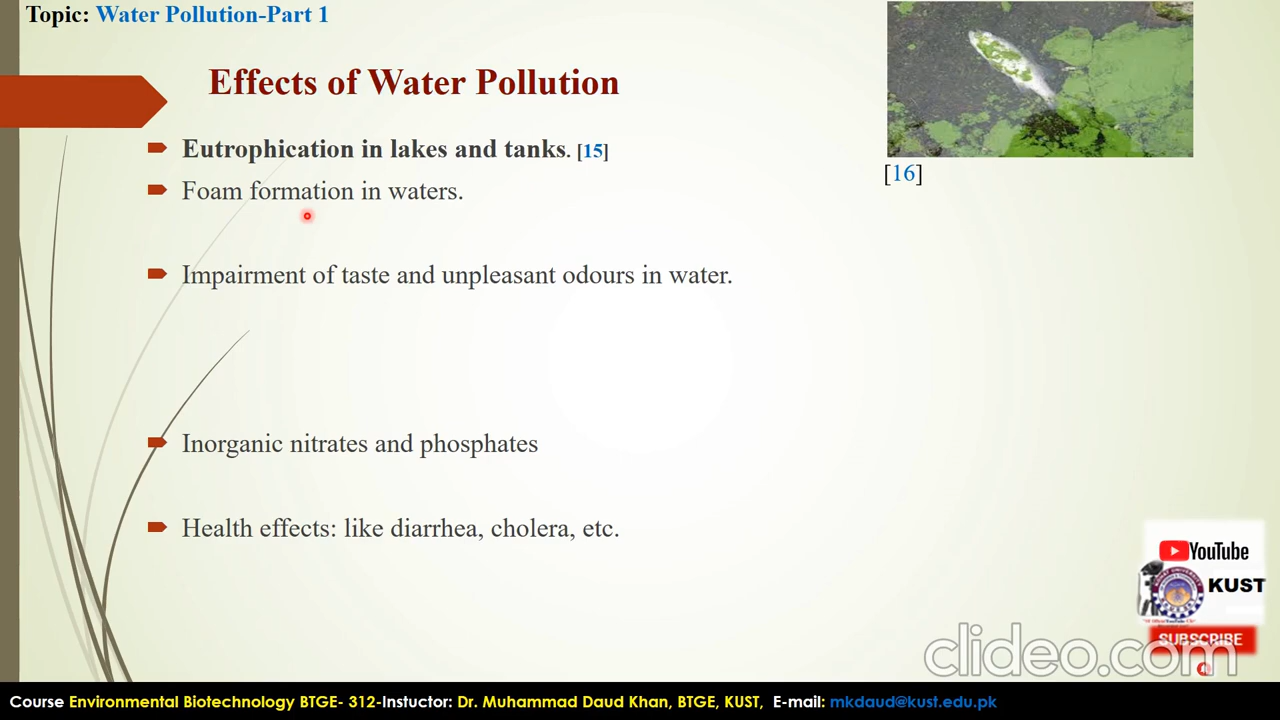 Topic: Water Pollution-Part 1
Effects of Water Pollution
Eutrophication in lakes and tanks. [15]
[16]
Foam formation in waters.
Impairment of taste and unpleasant odours in water.
Inorganic nitrates and phosphates
Health effects: like diarrhea, cholera, etc.
YouTube
KUST
SUBSCRIBE
clideo.com
Course Environmental Biotechnology BTGE- 312-Instuctor: Dr. Muhammad Daud Khan, BTGE, KUST, E-mail: mkdaud@kust.edu.pk